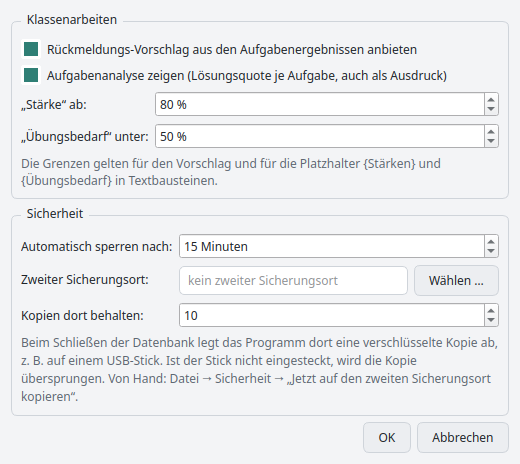 Klassenarbeiten
Rückmeldungs-Vorschlag aus den Aufgabenergebnissen anbieten
Aufgabenanalyse zeigen (Lösungsquote je Aufgabe, auch als Ausdruck)
„Stärke“ ab: 80 %
„Übungsbedarf“ unter: 50 %
Die Grenzen gelten für den Vorschlag und für die Platzhalter {Stärken} und
{Übungsbedarf} in Textbausteinen.
Sicherheit
Automatisch sperren nach: 15 Minuten
Zweiter Sicherungsort: kein zweiter Sicherungsort Wählen ...
Kopien dort behalten: 10
Beim Schließen der Datenbank legt das Programm dort eine verschlüsselte Kopie ab,
z. B. auf einem USB-Stick. Ist der Stick nicht eingesteckt, wird die Kopie
übersprungen. Von Hand: Datei → Sicherheit → „Jetzt auf den zweiten Sicherungsort
kopieren“.
OK Abbrechen